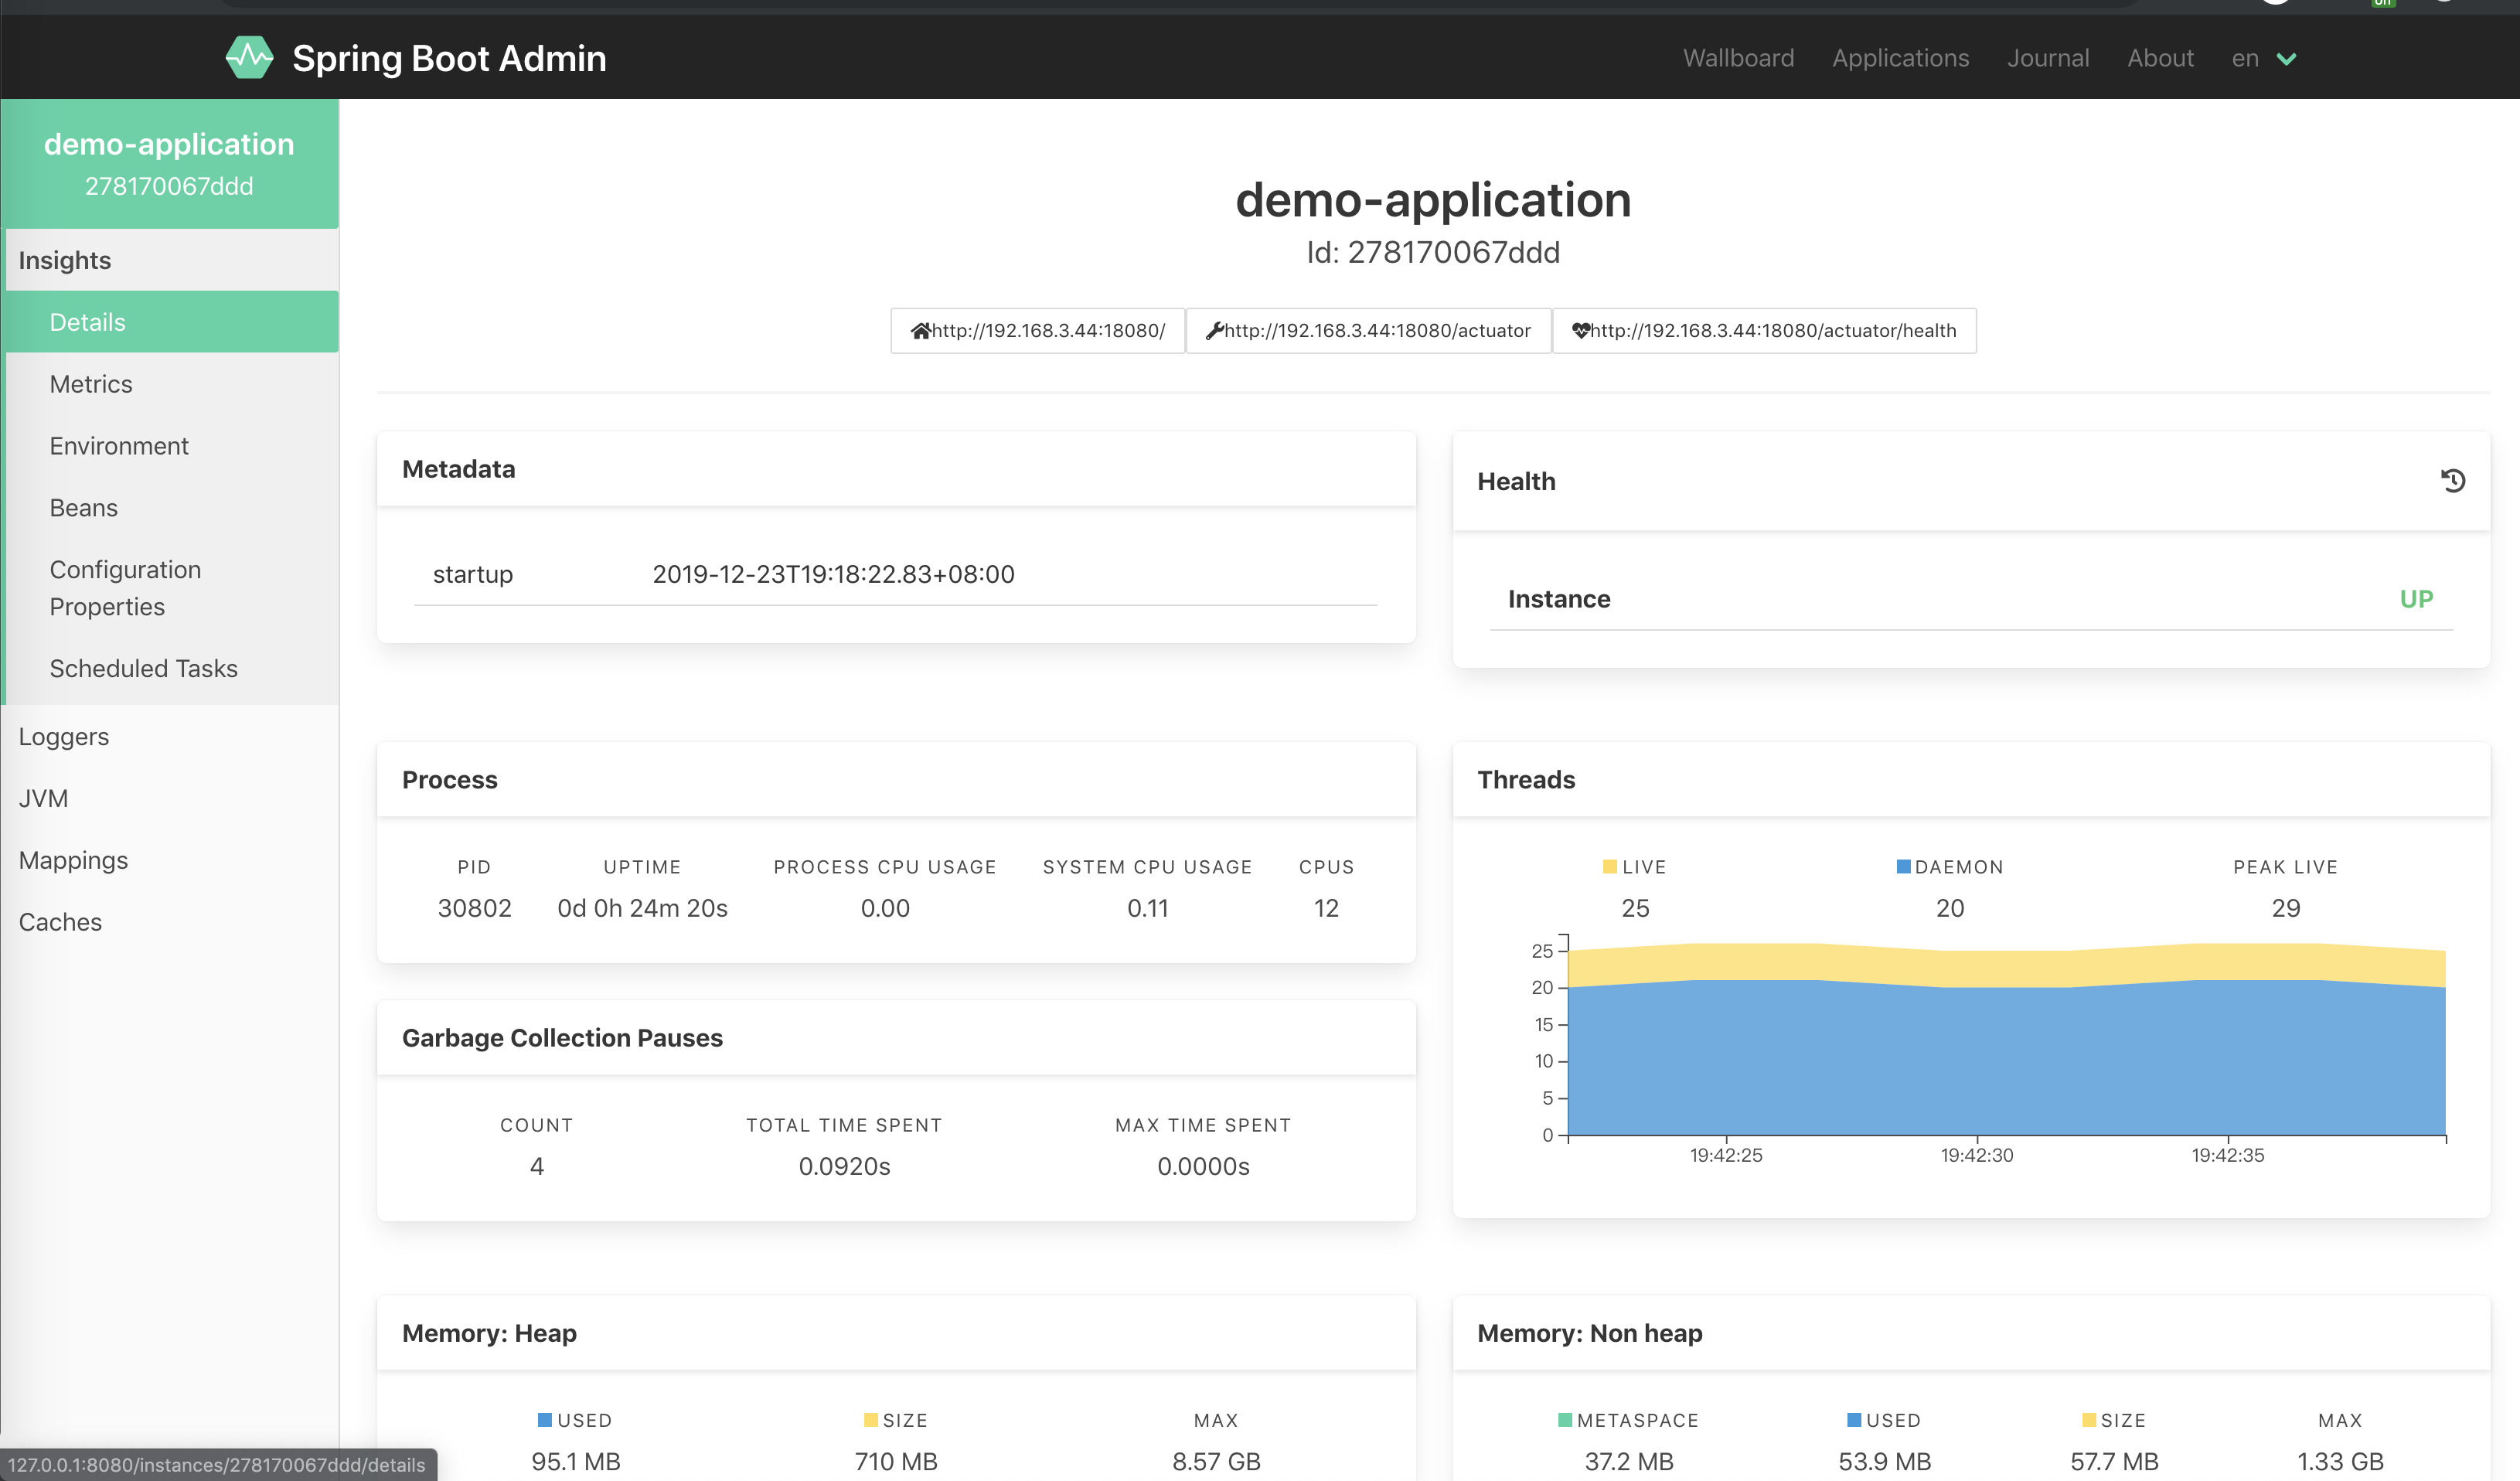 Spring Boot Admin
Wallboard Applications Journal About en
demo-application
278170067ddd
Insights
Details
Metrics
Environment
Beans
Configuration
Properties
Scheduled Tasks
Loggers
JVM
Mappings
Caches
demo-application
Id: 278170067ddd
http://192.168.3.44:18080/ http://192.168.3.44:18080/actuator http://192.168.3.44:18080/actuator/health
Metadata
startup 2019-12-23T19:18:22.83+08:00
Health
Instance UP
Process
PID UPTIME PROCESS CPU USAGE SYSTEM CPU USAGE CPUS
30802 0d 0h 24m 20s 0.00 0.11 12
Garbage Collection Pauses
COUNT TOTAL TIME SPENT MAX TIME SPENT
4 0.0920s 0.0000s
Threads
LIVE DAEMON PEAK LIVE
25 20 29
25
20
15
10
5
0
19:42:25 19:42:30 19:42:35
Memory: Heap
USED SIZE MAX
95.1 MB 710 MB 8.57 GB
Memory: Non heap
METASPACE USED SIZE MAX
37.2 MB 53.9 MB 57.7 MB 1.33 GB
127.0.0.1:8080/instances/278170067ddd/details